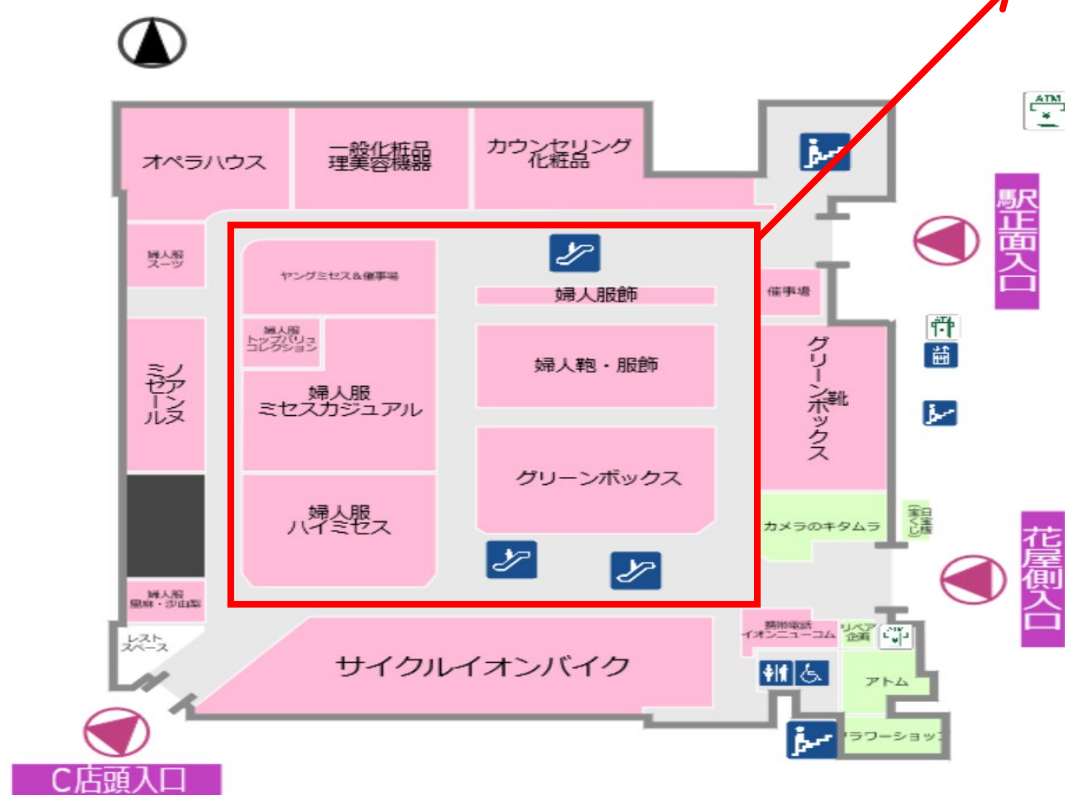 ATM
¥
オペラハウス
一般化粧品
理美容機器
カウンセリング
化粧品
駅正面入口
婦人服
スーツ
ヤングミセス&催事場
婦人服飾
催事場
婦人服
トップバリュ
コレクション
婦人服
ミセスカジュアル
婦人鞄・服飾
グリーンボックス
靴
ノアンヌ
ミゼール
グリーンボックス
婦人服
ハイミセス
カメラのキタムラ
花屋側入口
婦人服
レスト
スペース
サイクルイオンバイク
携帯電話
イオンニューコム
リペア
企画
アトム
フラワーショップ
C店頭入口